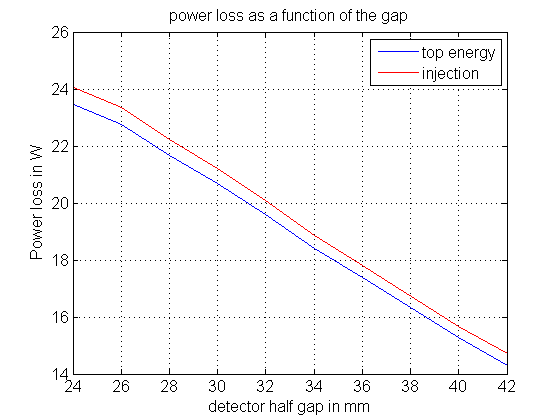 power loss as a function of the gap
26
24
22
20
18
16
14
Power loss in W
top energy
injection
24 26 28 30 32 34 36 38 40 42
detector half gap in mm